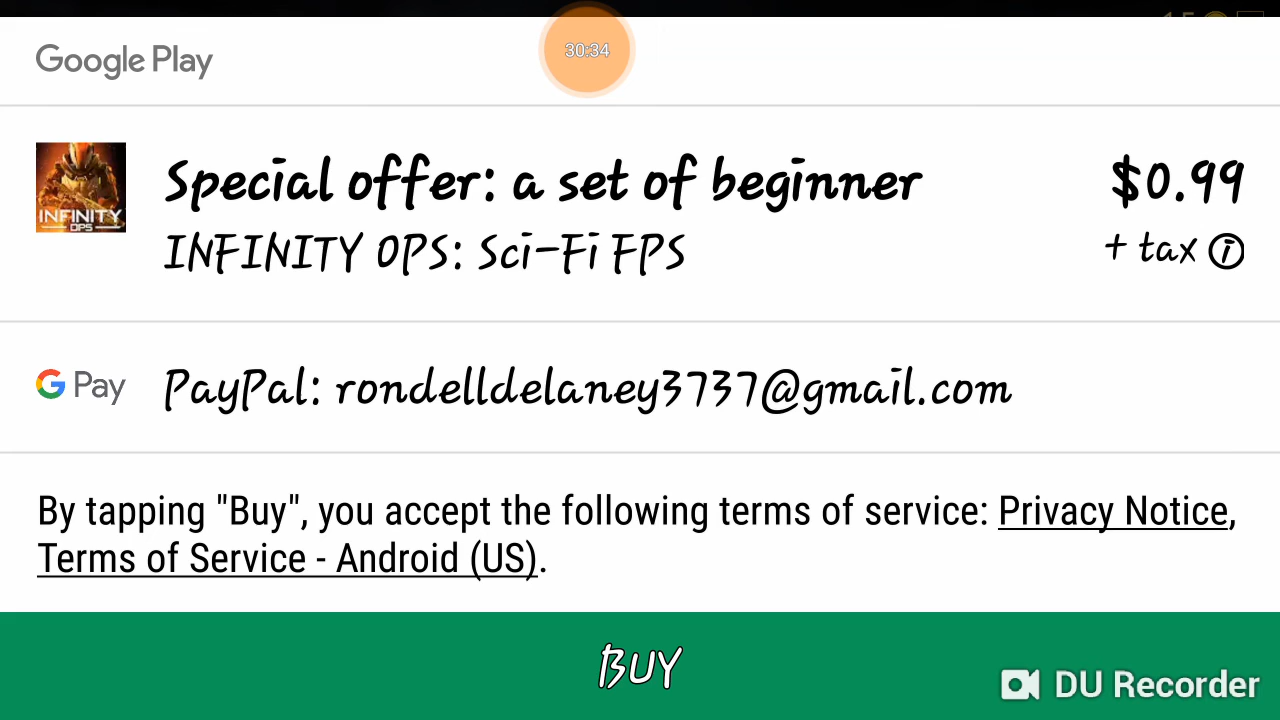 Google Play
30:34
INFINITY
OPS
Special offer: a set of beginner
$0.99
INFINITY OPS: Sci-Fi FPS
+ tax
G Pay
PayPal: rondelldelaney3737@gmail.com
By tapping "Buy", you accept the following terms of service: Privacy Notice,
Terms of Service - Android (US).
BUY
DU Recorder